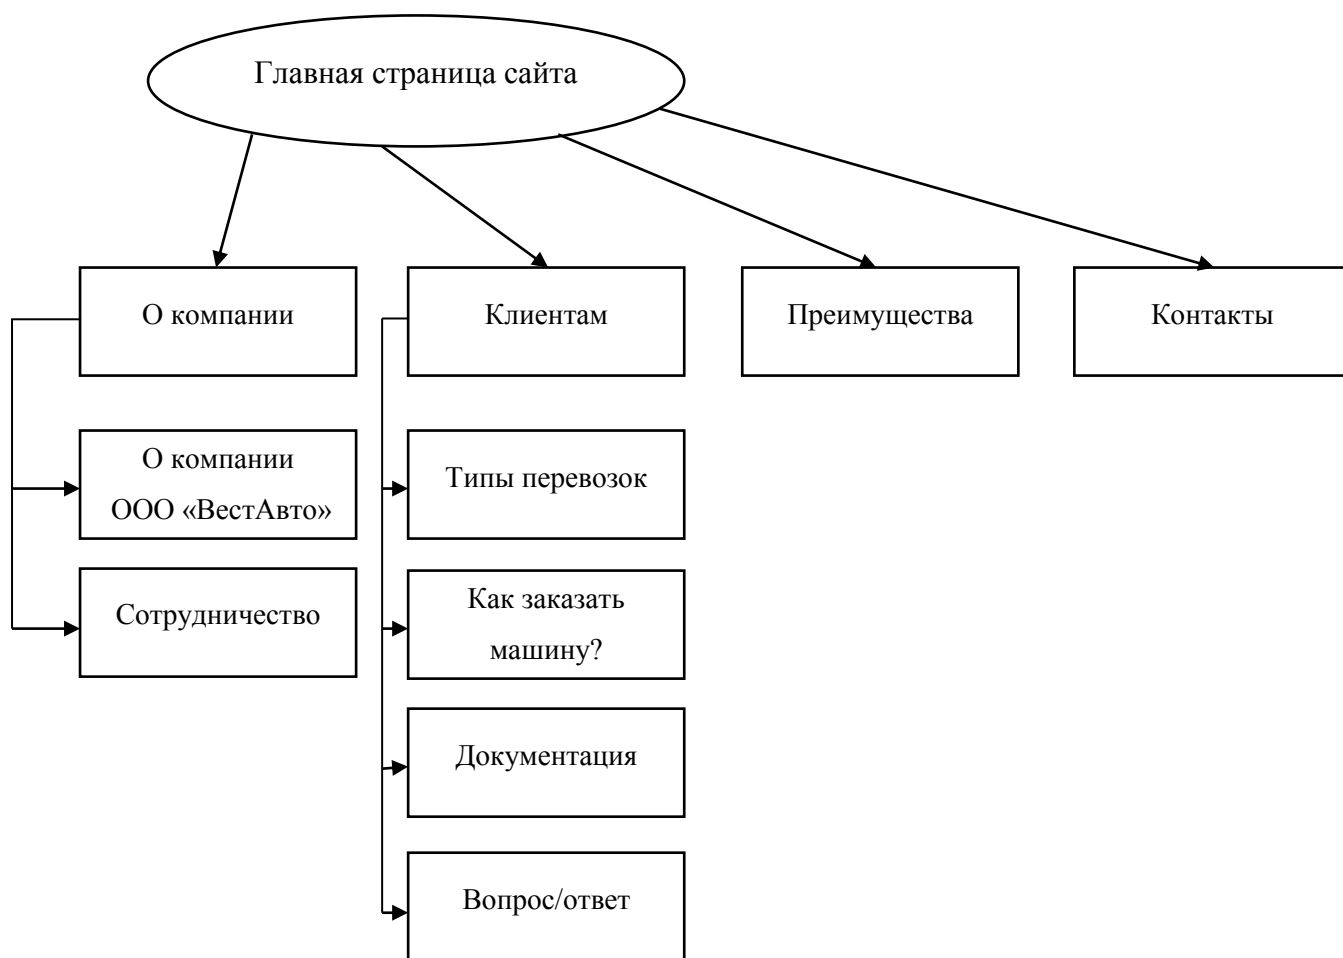 Главная страница сайта
О компании
Клиентам
Преимущества
Контакты
О компании
ООО «ВестАвто»
Сотрудничество
Типы перевозок
Как заказать
машину?
Документация
Вопрос/ответ